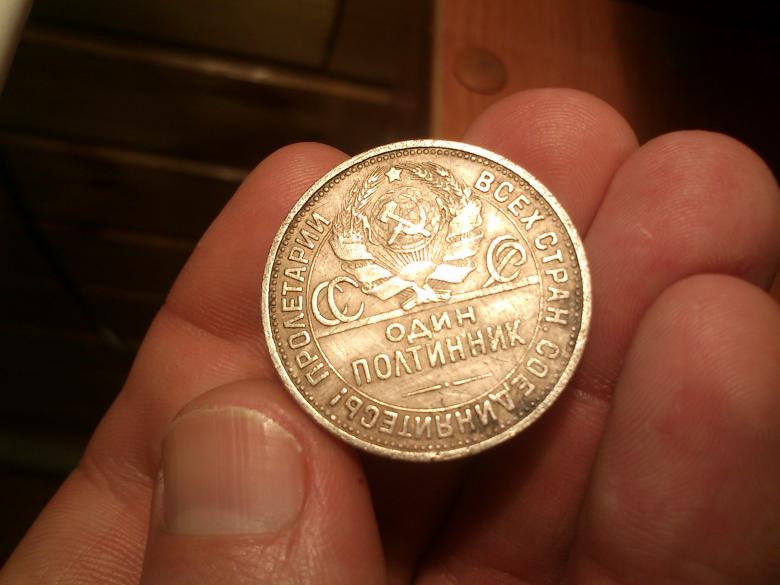 ПРОЛЕТАРИИ ВСЕХ СТРАН, СОЕДИНЯЙТЕСЬ!
СС СР
ОДИН
ПОЛТИННИК